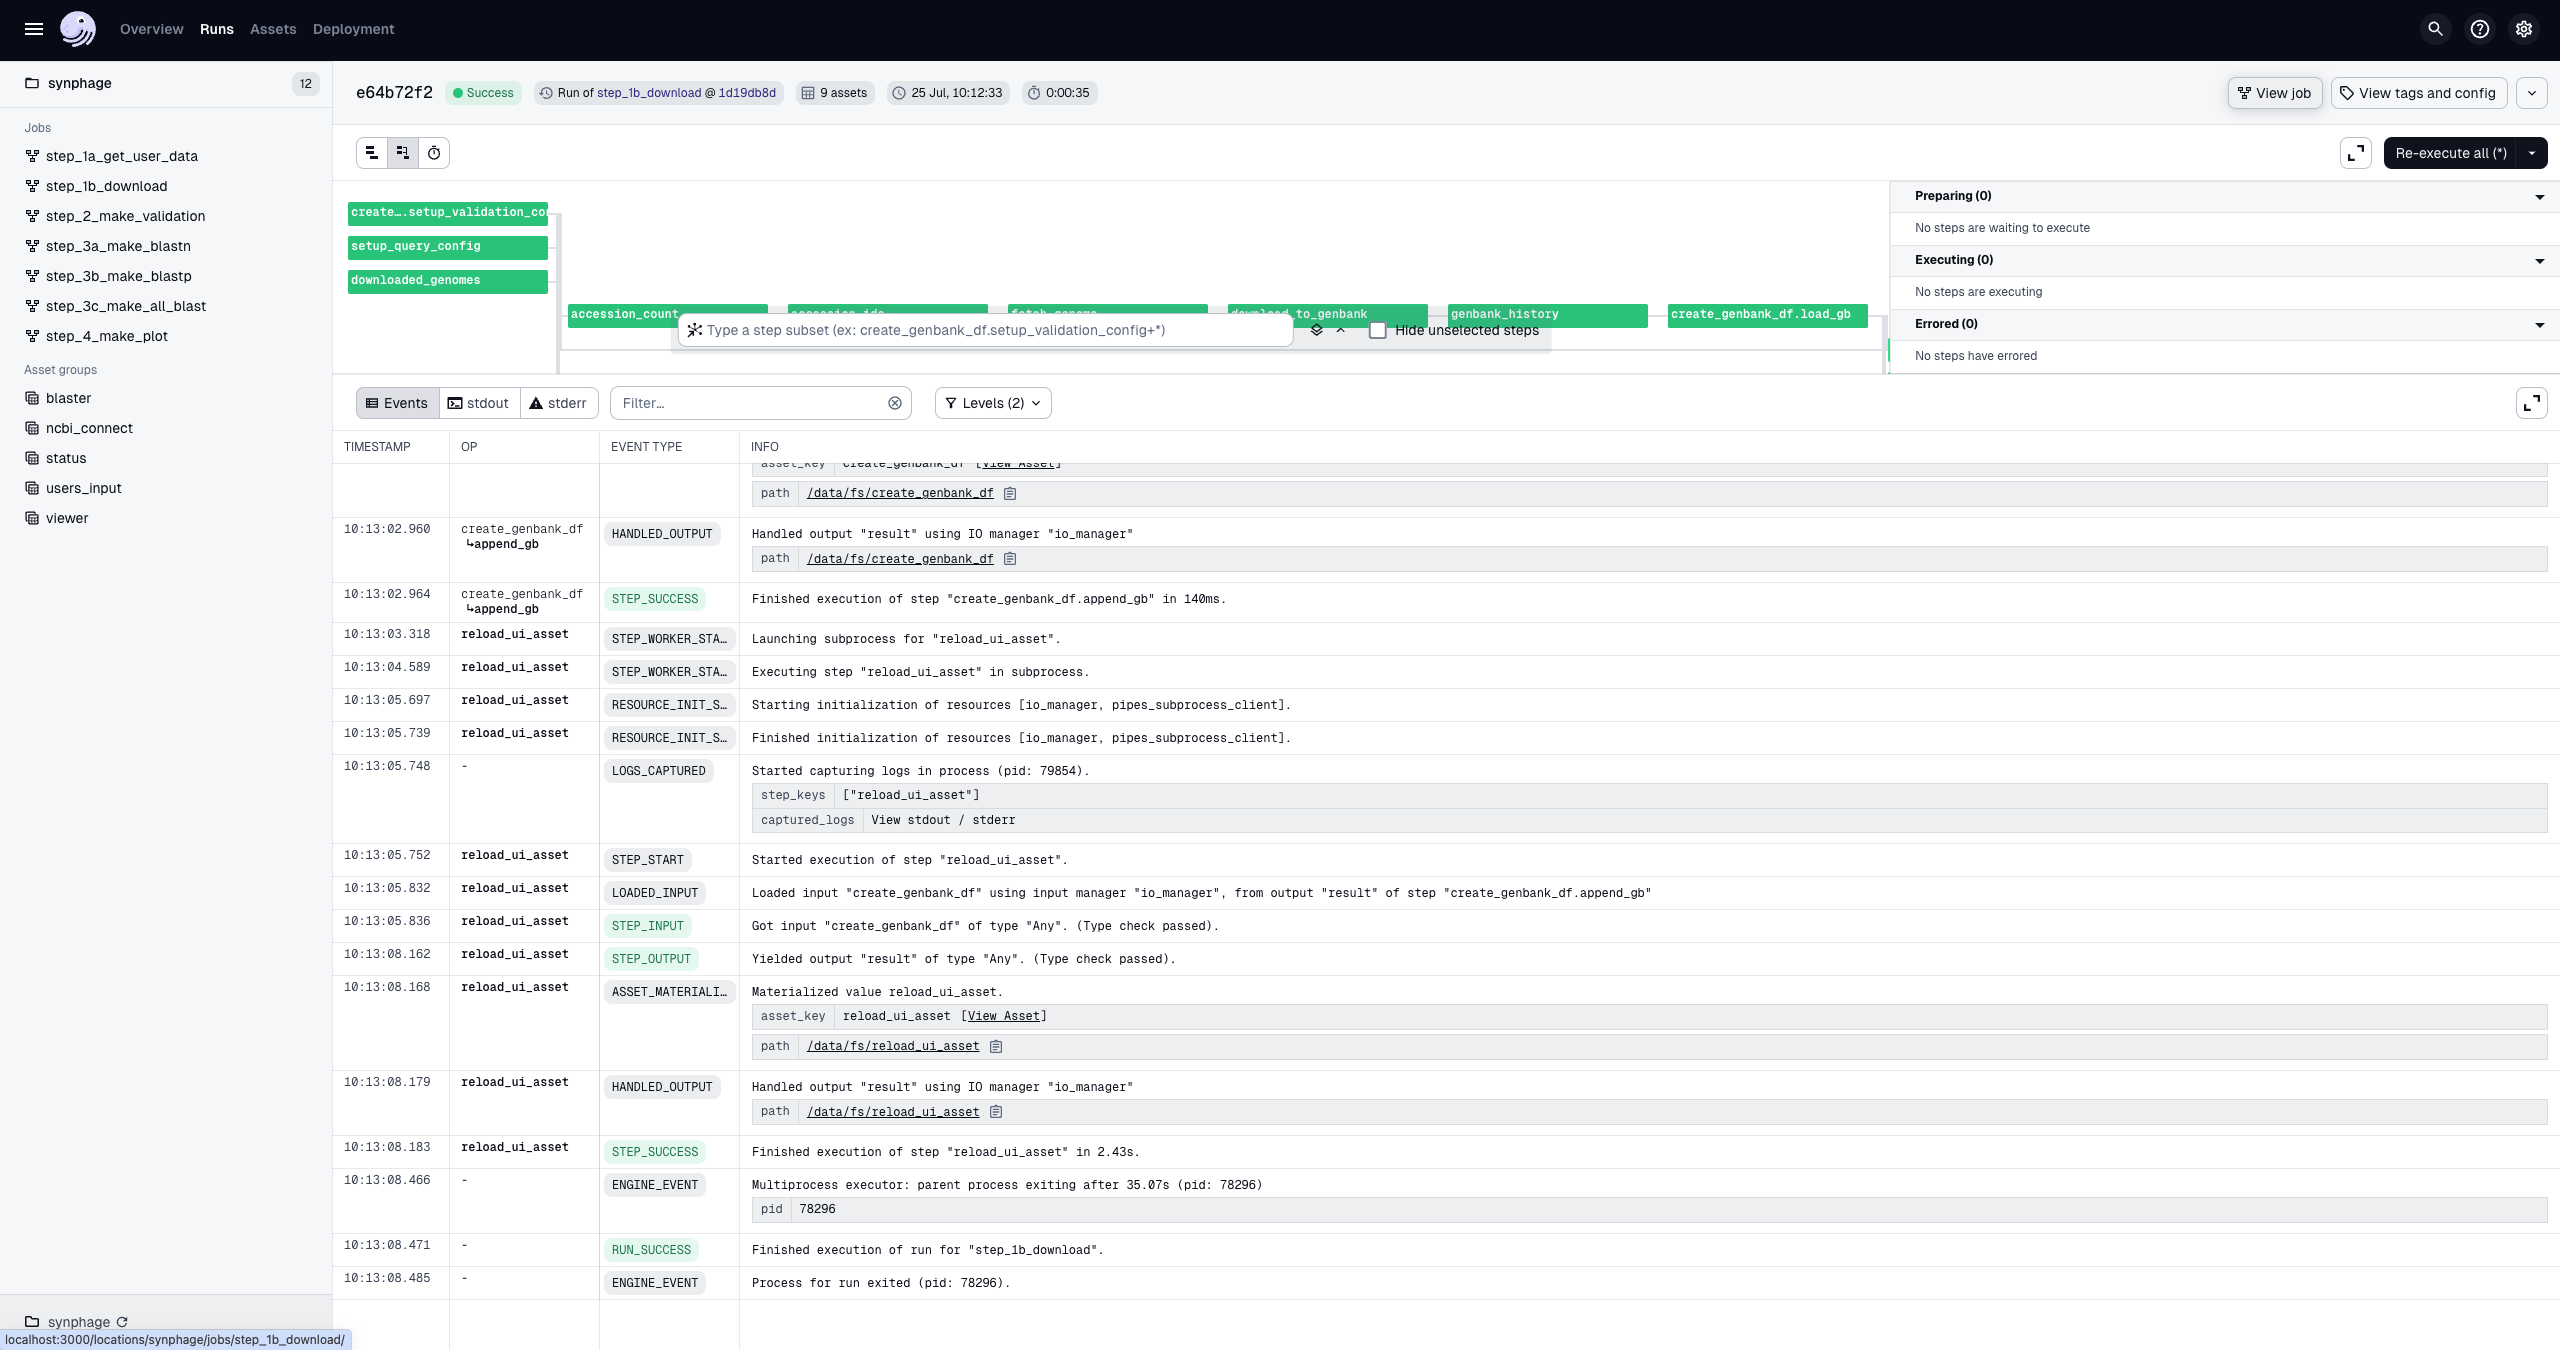 Overview Runs Assets Deployment
synphage 12
Jobs
step_1a_get_user_data
step_1b_download
step_2_make_validation
step_3a_make_blastn
step_3b_make_blastp
step_3c_make_all_blast
step_4_make_plot
Asset groups
blaster
ncbi_connect
status
users_input
viewer
synphage
localhost:3000/locations/synphage/jobs/step_1b_download/
e64b72f2 Success Run of step_1b_download @ 1d19db8d 9 assets 25 Jul, 10:12:33 0:00:35 View job View tags and config
Re-execute all (*)
create….setup_validation_co
setup_query_config
downloaded_genomes
accession_count download_to_genbank genbank_history create_genbank_df.load_gb
Type a step subset (ex: create_genbank_df.setup_validation_config+*) Hide unselected steps
Preparing (0)
No steps are waiting to execute
Executing (0)
No steps are executing
Errored (0)
No steps have errored
Events stdout stderr Filter… Levels (2)
TIMESTAMP OP EVENT TYPE INFO
asset_key create_genbank_df [View Asset]
path /data/fs/create_genbank_df
10:13:02.960 create_genbank_df HANDLED_OUTPUT Handled output "result" using IO manager "io_manager"
↳append_gb
path /data/fs/create_genbank_df
10:13:02.964 create_genbank_df STEP_SUCCESS Finished execution of step "create_genbank_df.append_gb" in 140ms.
↳append_gb
10:13:03.318 reload_ui_asset STEP_WORKER_STA… Launching subprocess for "reload_ui_asset".
10:13:04.589 reload_ui_asset STEP_WORKER_STA… Executing step "reload_ui_asset" in subprocess.
10:13:05.697 reload_ui_asset RESOURCE_INIT_S… Starting initialization of resources [io_manager, pipes_subprocess_client].
10:13:05.739 reload_ui_asset RESOURCE_INIT_S… Finished initialization of resources [io_manager, pipes_subprocess_client].
10:13:05.748 - LOGS_CAPTURED Started capturing logs in process (pid: 79854).
step_keys ["reload_ui_asset"]
captured_logs View stdout / stderr
10:13:05.752 reload_ui_asset STEP_START Started execution of step "reload_ui_asset".
10:13:05.832 reload_ui_asset LOADED_INPUT Loaded input "create_genbank_df" using input manager "io_manager", from output "result" of step "create_genbank_df.append_gb"
10:13:05.836 reload_ui_asset STEP_INPUT Got input "create_genbank_df" of type "Any". (Type check passed).
10:13:08.162 reload_ui_asset STEP_OUTPUT Yielded output "result" of type "Any". (Type check passed).
10:13:08.168 reload_ui_asset ASSET_MATERIALI… Materialized value reload_ui_asset.
asset_key reload_ui_asset [View Asset]
path /data/fs/reload_ui_asset
10:13:08.179 reload_ui_asset HANDLED_OUTPUT Handled output "result" using IO manager "io_manager"
path /data/fs/reload_ui_asset
10:13:08.183 reload_ui_asset STEP_SUCCESS Finished execution of step "reload_ui_asset" in 2.43s.
10:13:08.466 - ENGINE_EVENT Multiprocess executor: parent process exiting after 35.07s (pid: 78296)
pid 78296
10:13:08.471 - RUN_SUCCESS Finished execution of run for "step_1b_download".
10:13:08.485 - ENGINE_EVENT Process for run exited (pid: 78296).